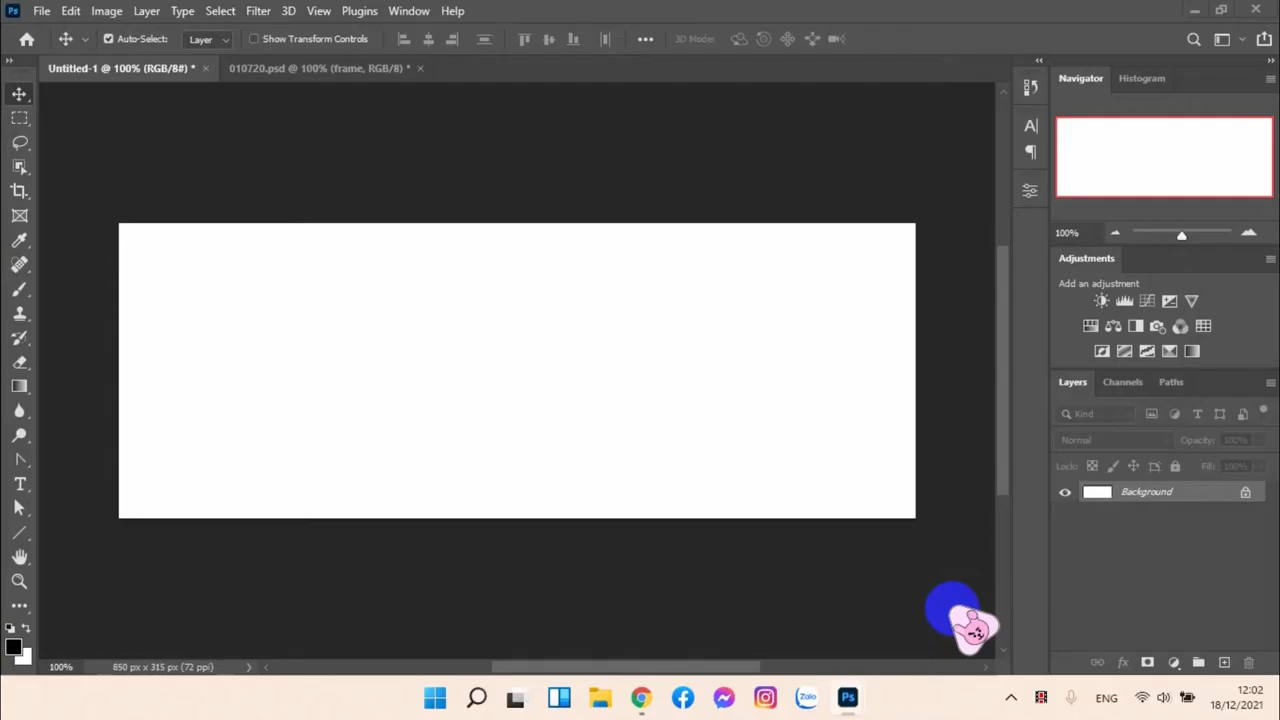 Ps File Edit Image Layer Type Select Filter 3D View Plugins Window Help
Auto-Select: Layer Show Transform Controls 3D Mode:
Untitled-1 @ 100% (RGB/8#) * × 010720.psd @ 100% (frame, RGB/8) * ×
Navigator Histogram
100%
Adjustments
Add an adjustment
Layers Channels Paths
Kind
Normal Opacity: 100%
Lock: Fill: 100%
Background
100% 850 px x 315 px (72 ppi)
Zalo Ps ENG 12:02
18/12/2021